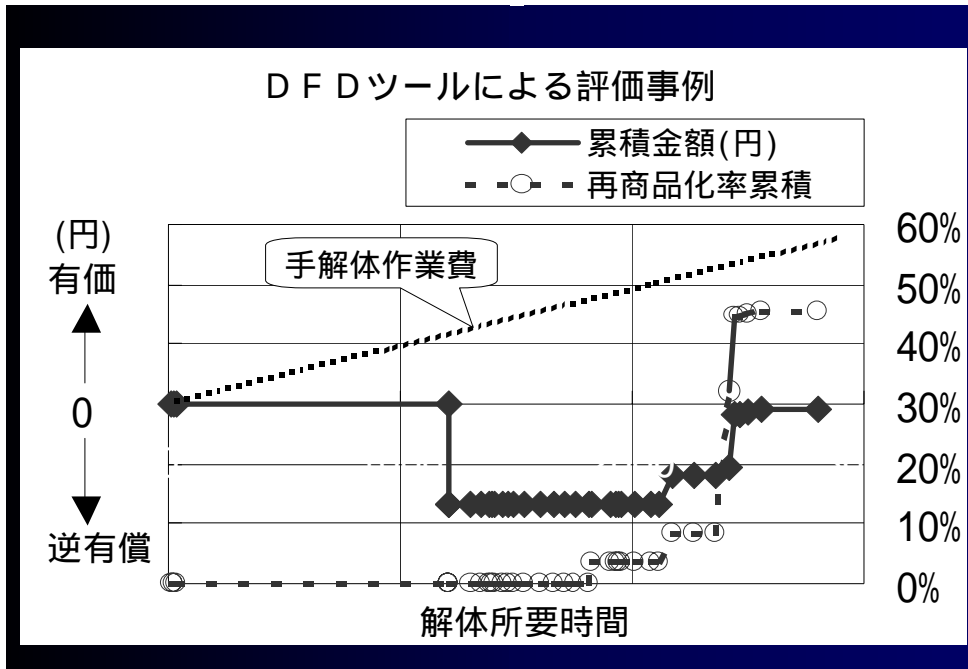 ＤＦＤツールによる評価事例
累積金額(円)
再商品化率累積
(円)
有価
0
逆有償
手解体作業費
60%
50%
40%
30%
20%
10%
0%
解体所要時間